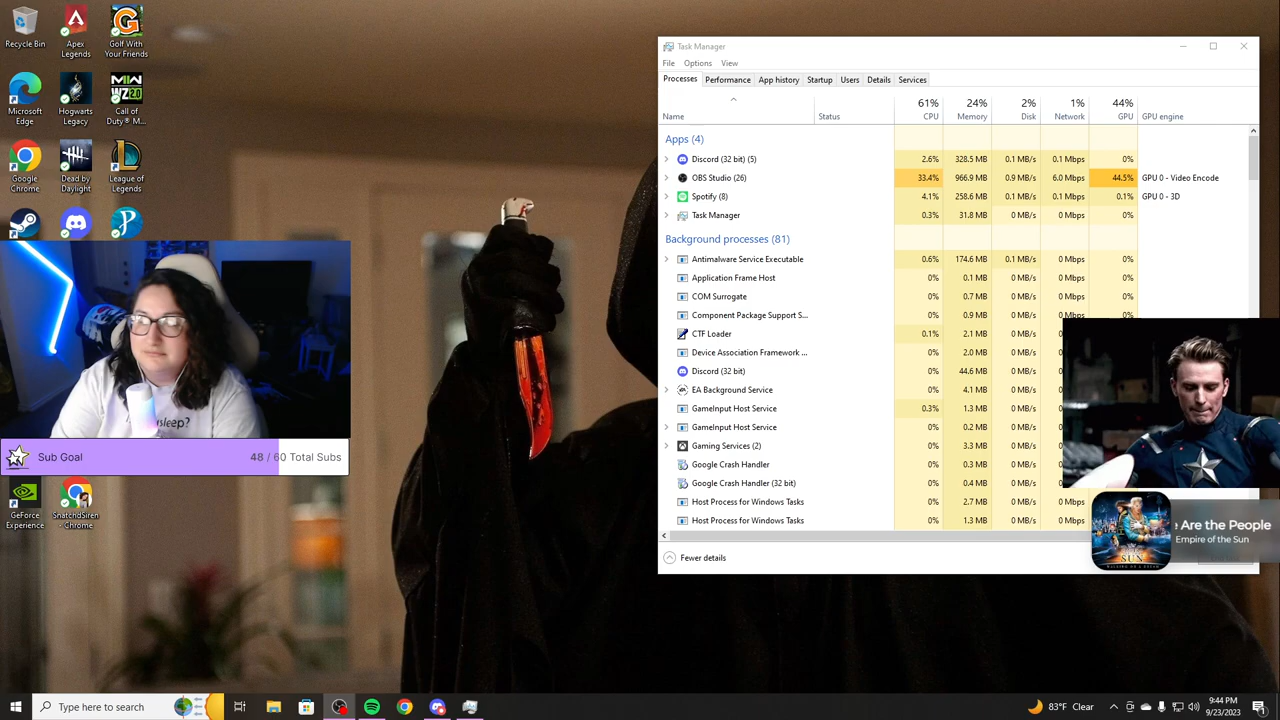 Recycle Bin
Apex Legends
Golf With Your Friends
Microsoft Edge
Hogwarts Legacy
MW2
Call of Duty® M...
Google Chrome
Dead by Daylight
League of Legends
Sub Goal
48 / 60 Total Subs
GeForce Experience
SnatchdSiren - Chrome
Task Manager
File Options View
Processes Performance App history Startup Users Details Services
61% 24% 2% 1% 44%
Name Status CPU Memory Disk Network GPU GPU engine
Apps (4)
Discord (32 bit) (5) 2.6% 328.5 MB 0.1 MB/s 0.1 Mbps 0%
OBS Studio (26) 33.4% 966.9 MB 0.9 MB/s 6.0 Mbps 44.5% GPU 0 - Video Encode
Spotify (8) 4.1% 258.6 MB 0.1 MB/s 0.1 Mbps 0.1% GPU 0 - 3D
Task Manager 0.3% 31.8 MB 0 MB/s 0 Mbps 0%
Background processes (81)
Antimalware Service Executable 0.6% 174.6 MB 0.1 MB/s 0 Mbps 0%
Application Frame Host 0% 0.1 MB 0 MB/s 0 Mbps 0%
COM Surrogate 0% 0.7 MB 0 MB/s 0 Mbps 0%
Component Package Support S... 0% 0.9 MB 0 MB/s 0 Mbps 0%
CTF Loader 0.1% 2.1 MB 0 MB/s
Device Association Framework ... 0% 2.0 MB 0 MB/s
Discord (32 bit) 0% 44.6 MB 0 MB/s
EA Background Service 0% 4.1 MB 0 MB/s
GameInput Host Service 0.3% 1.3 MB 0 MB/s
GameInput Host Service 0% 0.2 MB 0 MB/s
Gaming Services (2) 0% 3.3 MB 0 MB/s
Google Crash Handler 0% 0.3 MB 0 MB/s
Google Crash Handler (32 bit) 0% 0.4 MB 0 MB/s
Host Process for Windows Tasks 0% 2.7 MB 0 MB/s 0 Mbps
Host Process for Windows Tasks 0% 1.3 MB 0 MB/s 0 Mbps
Fewer details
Are the People
Empire of the Sun
SUN
Type here to search
83°F Clear
9:44 PM
9/23/2023